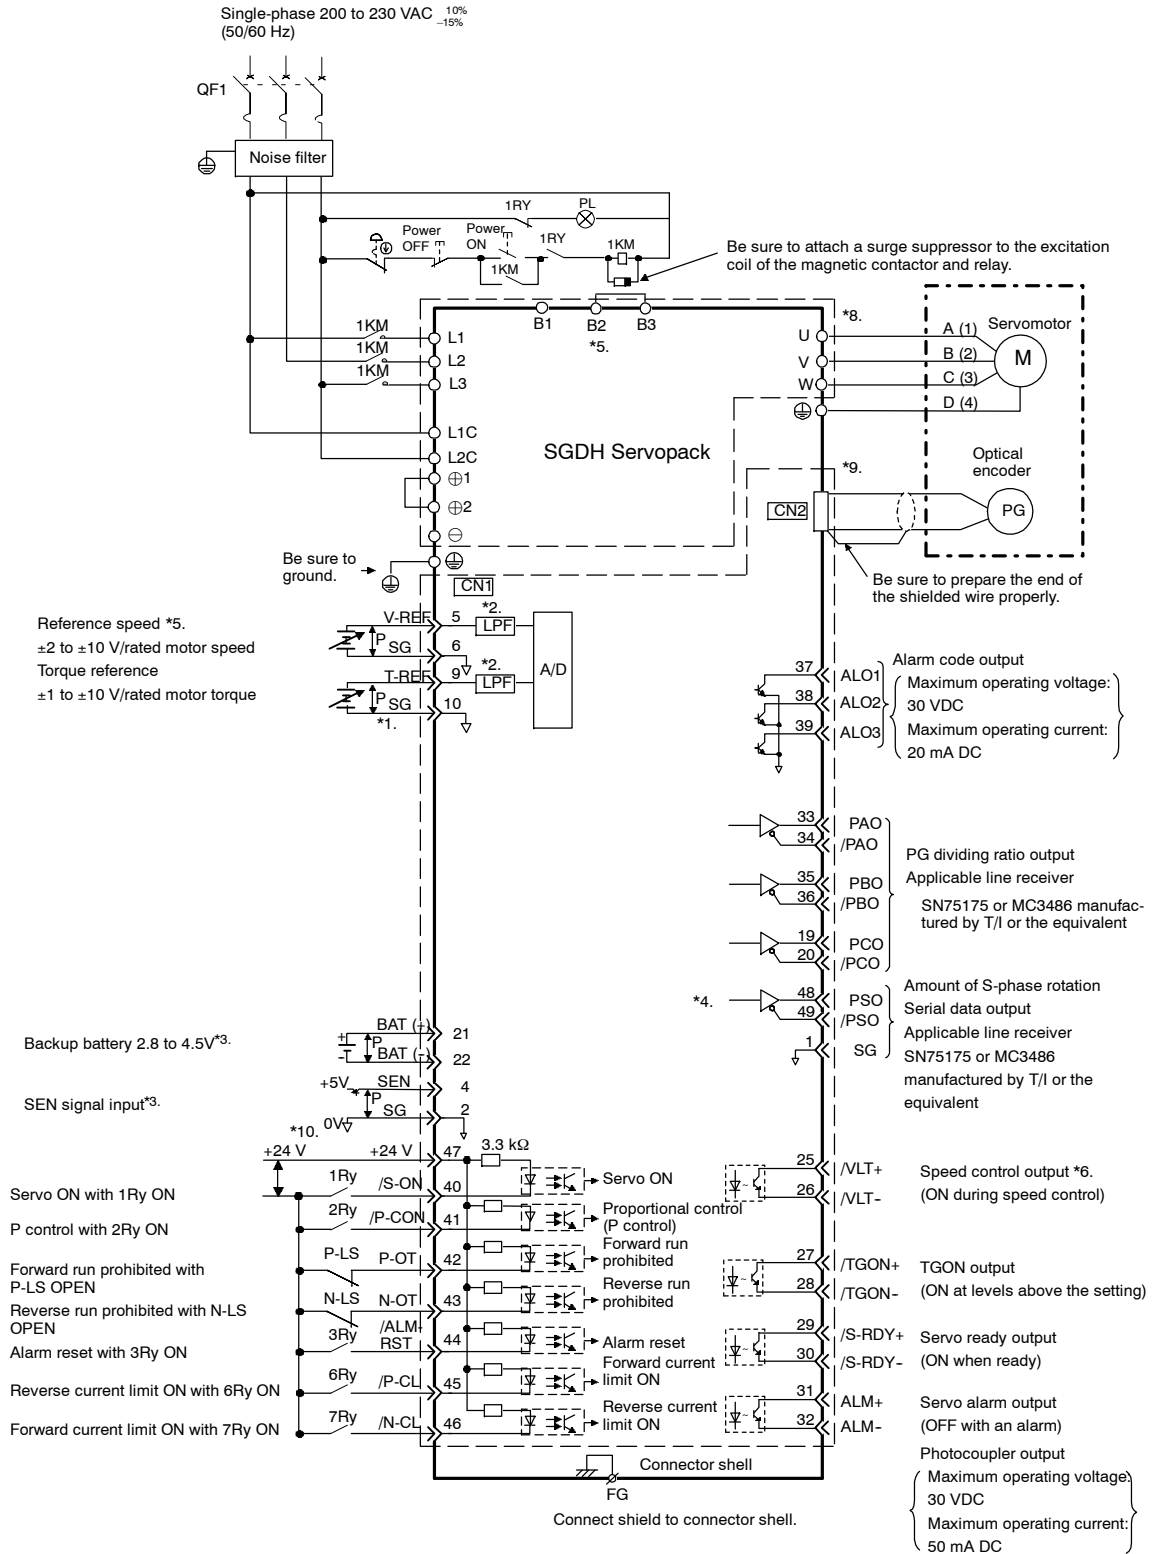 Single-phase 200 to 230 VAC 10% −15%
(50/60 Hz)
QF1
Noise filter
1RY
PL
Power
OFF
Power
ON
1RY
1KM
1KM
Be sure to attach a surge suppressor to the excitation
coil of the magnetic contactor and relay.
B1
B2
B3
*5.
*8.
1KM
L1
1KM
L2
1KM
L3
L1C
L2C
⊕1
⊕2
⊖
U
V
W
A (1)
B (2)
C (3)
D (4)
Servomotor
M
SGDH Servopack
*9.
Optical
encoder
CN2
PG
Be sure to prepare the end of
the shielded wire properly.
Be sure to
ground.
CN1
Reference speed *5.
±2 to ±10 V/rated motor speed
Torque reference
±1 to ±10 V/rated motor torque
V-REF
5
*2.
LPF
P
SG
6
T-REF
9
*2.
LPF
P
SG
10
*1.
A/D
37
ALO1
38
ALO2
39
ALO3
Alarm code output
Maximum operating voltage:
30 VDC
Maximum operating current:
20 mA DC
33
PAO
34
/PAO
35
PBO
36
/PBO
19
PCO
20
/PCO
PG dividing ratio output
Applicable line receiver
SN75175 or MC3486 manufac-
tured by T/I or the equivalent
*4.
48
PSO
49
/PSO
1
SG
Amount of S-phase rotation
Serial data output
Applicable line receiver
SN75175 or MC3486
manufactured by T/I or the
equivalent
Backup battery 2.8 to 4.5V*3.
+
−
BAT (+)
21
P
BAT (−)
22
SEN signal input*3.
+5V
SEN
4
P
0V
SG
2
*10.
+24 V
+24 V
47
3.3 kΩ
Servo ON with 1Ry ON
1Ry
/S-ON
40
Servo ON
P control with 2Ry ON
2Ry
/P-CON
41
Proportional control
(P control)
Forward run prohibited with
P-LS OPEN
P-LS
P-OT
42
Forward run
prohibited
Reverse run prohibited with N-LS
OPEN
N-LS
N-OT
43
Reverse run
prohibited
Alarm reset with 3Ry ON
3Ry
/ALM-
RST
44
Alarm reset
Reverse current limit ON with 6Ry ON
6Ry
/P-CL
45
Forward current
limit ON
Forward current limit ON with 7Ry ON
7Ry
/N-CL
46
Reverse current
limit ON
25
/VLT+
26
/VLT−
Speed control output *6.
(ON during speed control)
27
/TGON+
28
/TGON−
TGON output
(ON at levels above the setting)
29
/S-RDY+
30
/S-RDY−
Servo ready output
(ON when ready)
31
ALM+
32
ALM−
Servo alarm output
(OFF with an alarm)
Photocoupler output
Maximum operating voltage:
30 VDC
Maximum operating current:
50 mA DC
Connector shell
FG
Connect shield to connector shell.